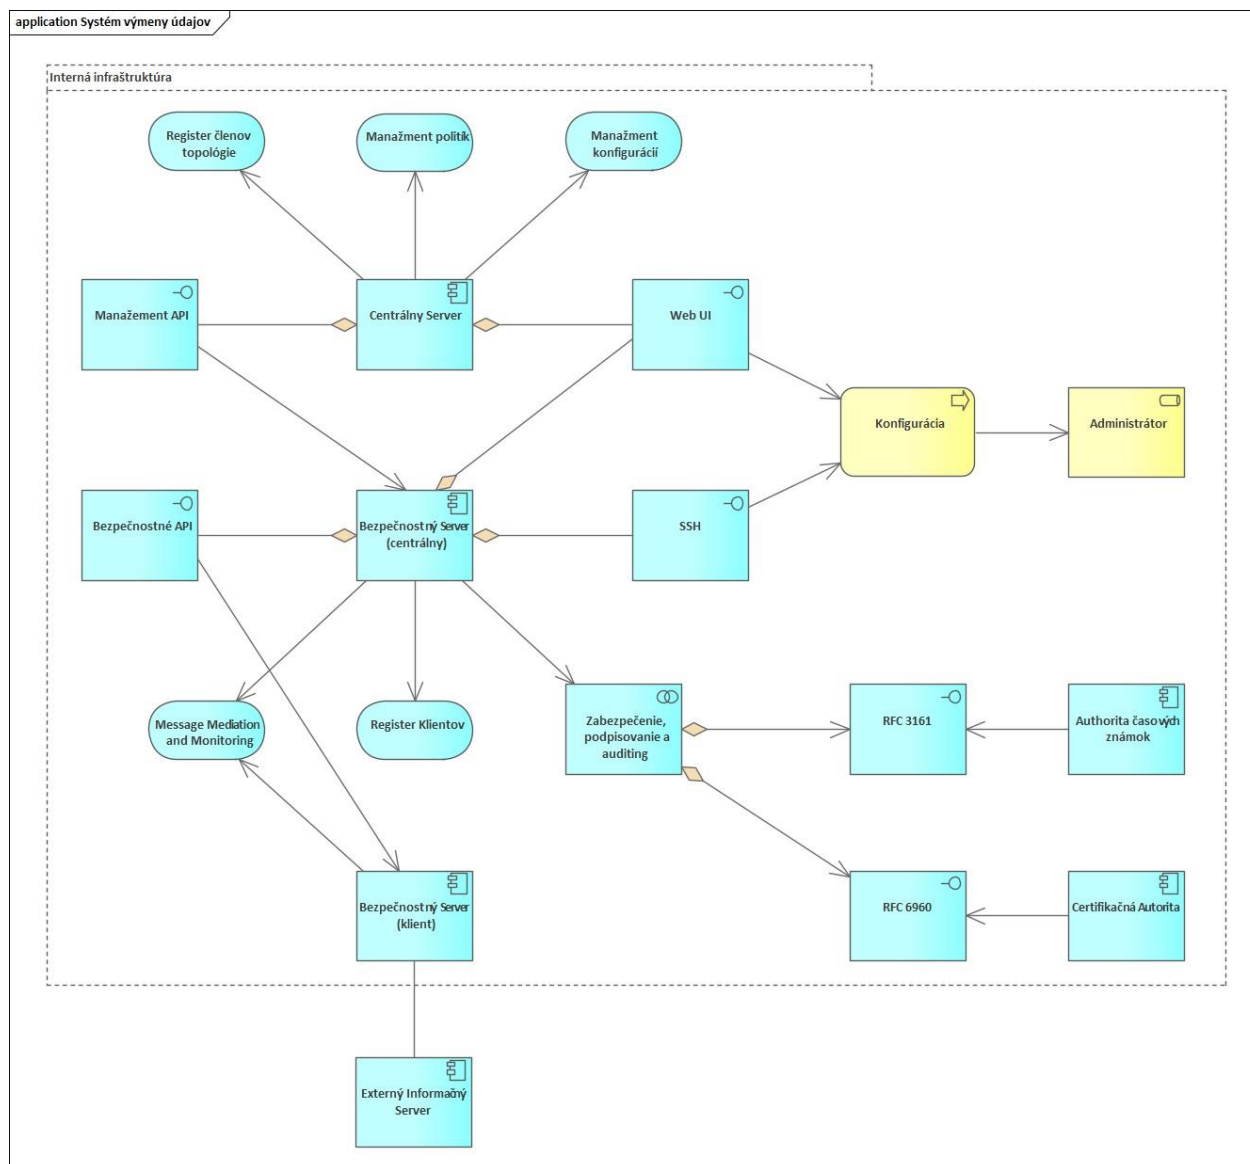 application Systém výmeny údajov
Interná infraštruktúra
Register členov
topológie
Manažment politík
Manažment
konfigurácií
Manažement API
Centrálny Server
Web UI
Konfigurácia
Administrátor
Bezpečnostné API
Bezpečnostný Server
(centrálny)
SSH
Message Mediation
and Monitoring
Register Klientov
Zabezpečenie,
podpisovanie a
auditing
RFC 3161
Authorita časových
známok
Bezpečnostný Server
(klient)
RFC 6960
Certifikačná Autorita
Externý Informačný
Server